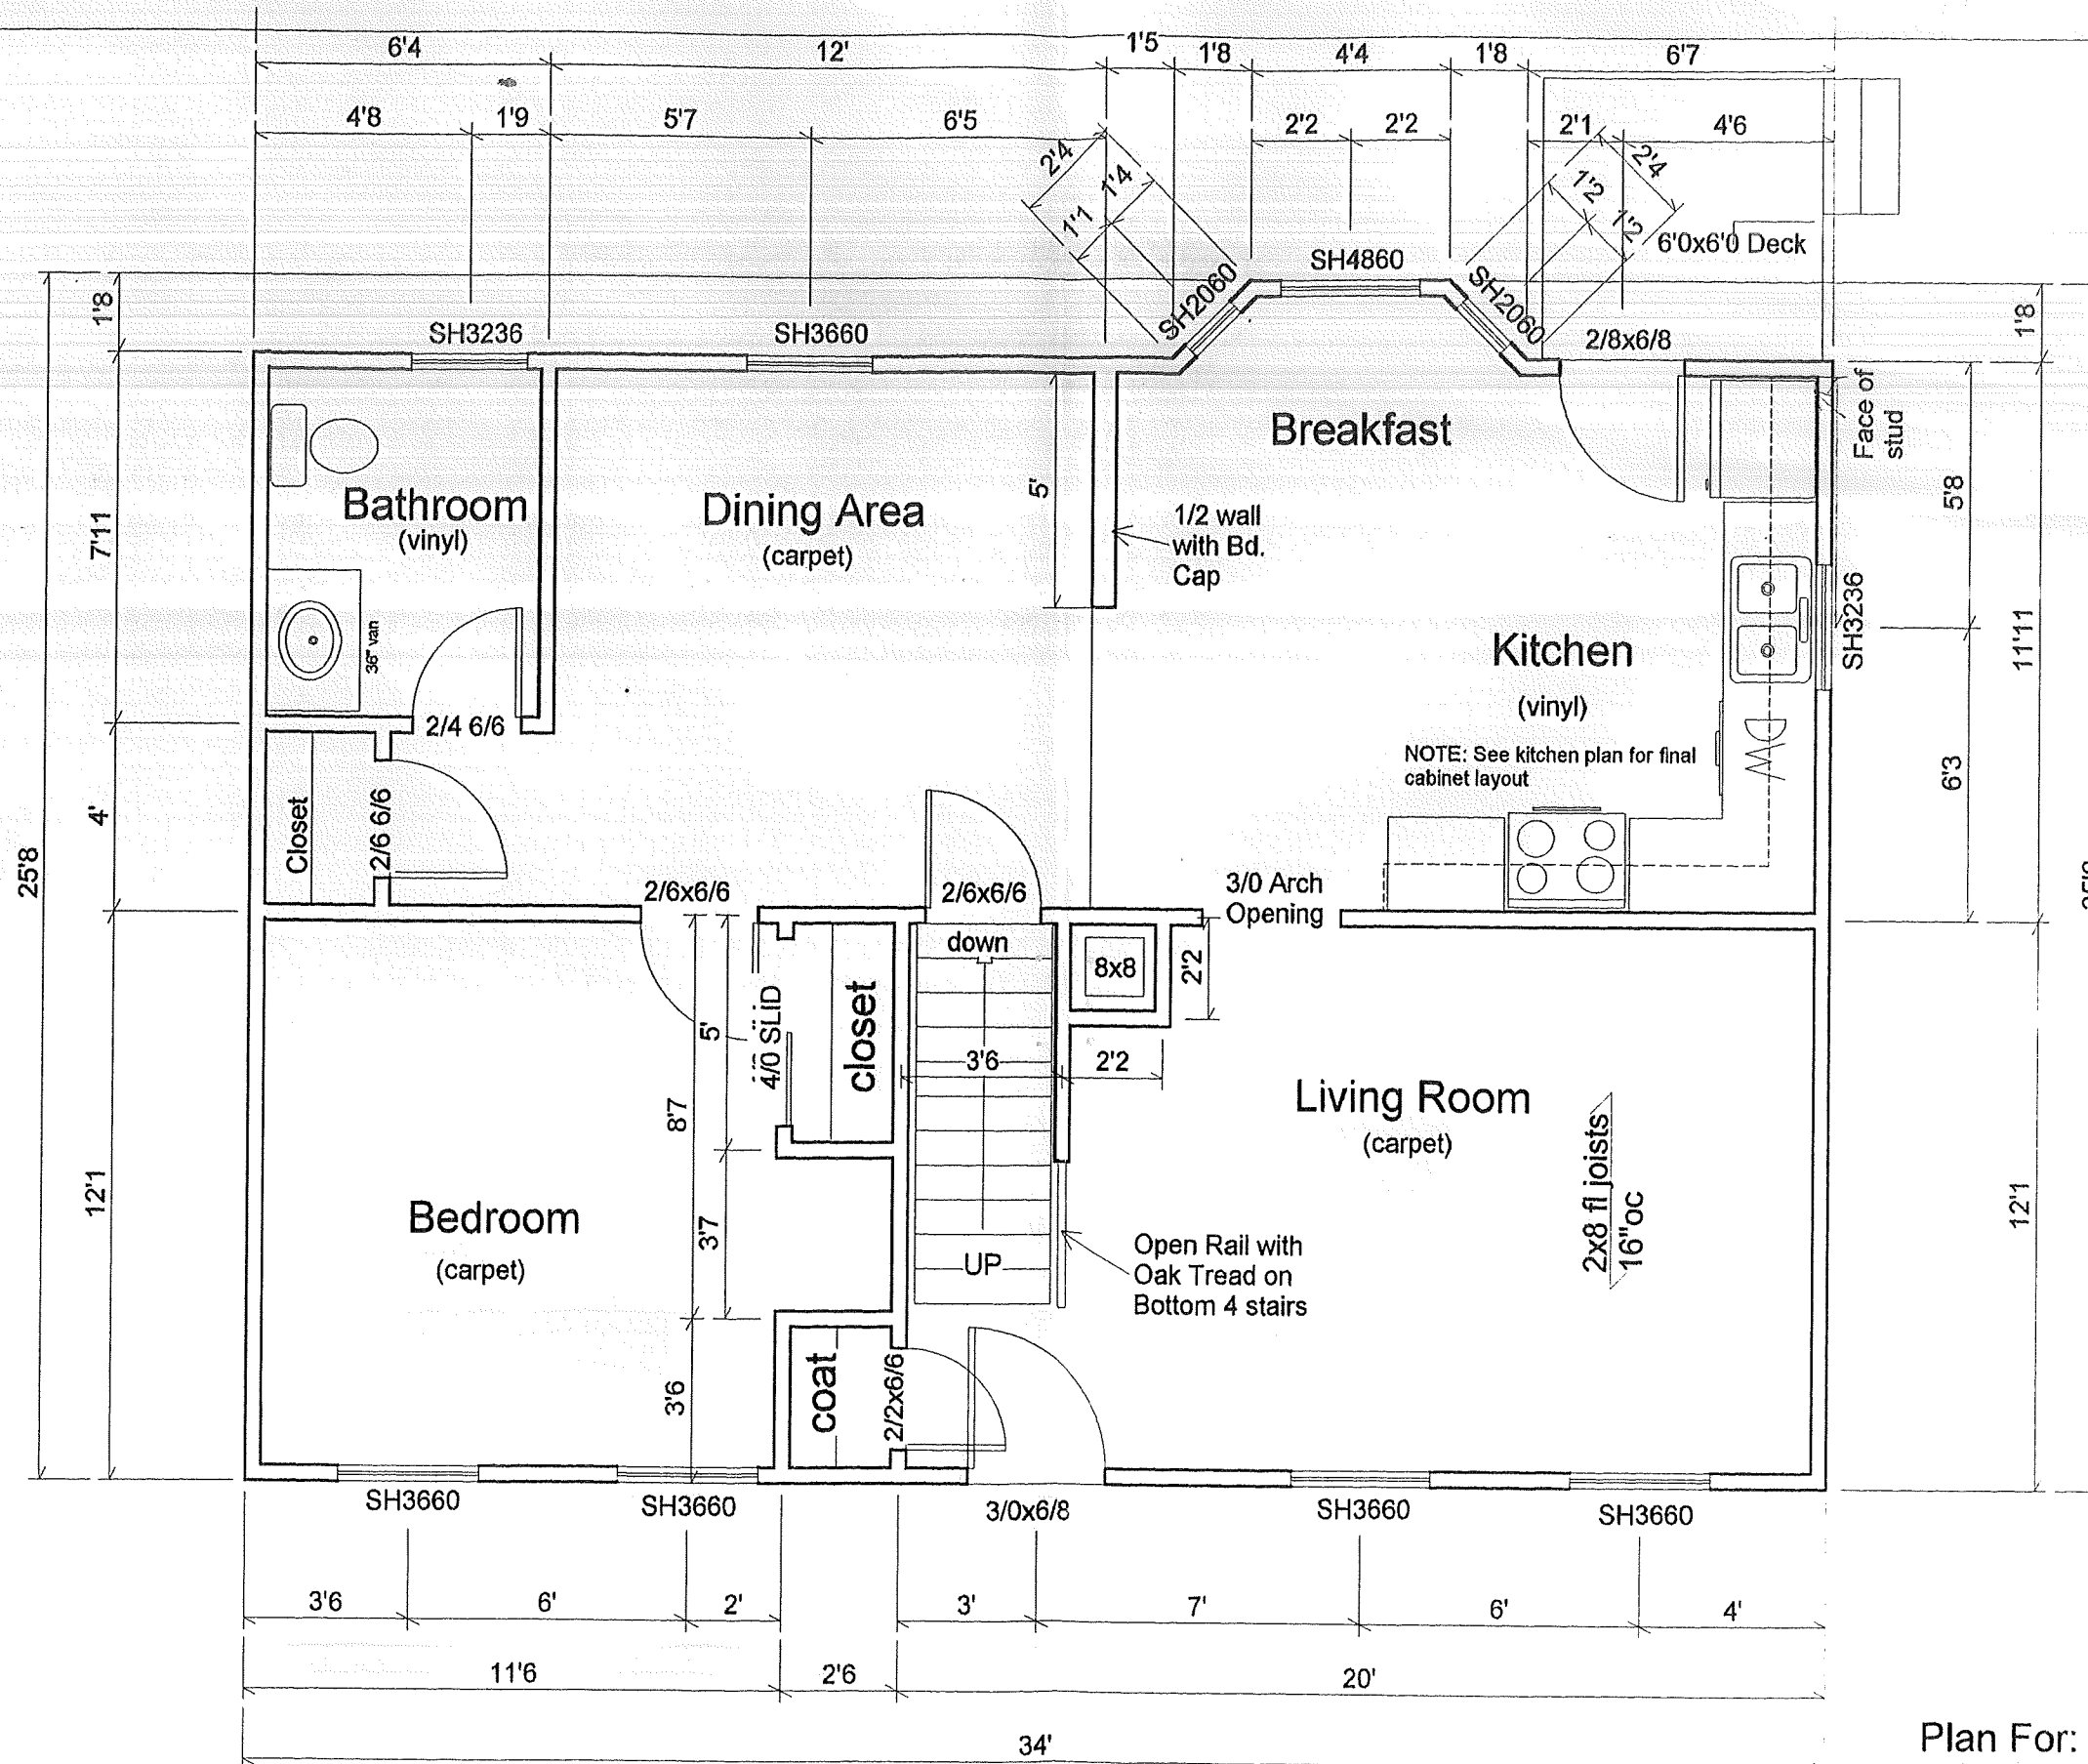 6'4
12'
1'5
1'8
4'4
1'8
6'7
4'8
1'9
5'7
6'5
2'2
2'2
2'1
4'6
2'4
1'4
1'1
1'2
2'4
1'2
6'0x6'0 Deck
SH4860
SH2060
SH2060
1'8
SH3236
SH3660
2/8x6/8
1'8
Face of
stud
Breakfast
Bathroom
(vinyl)
Dining Area
(carpet)
5'
1/2 wall
with Bd.
Cap
5'8
7'11
36" van
Kitchen
(vinyl)
SH3236
11'11
2/4 6/6
NOTE: See kitchen plan for final
cabinet layout
6'3
4'
Closet
2/6 6/6
25'8
2/6x6/6
2/6x6/6
3/0 Arch
Opening
down
8x8
2'2
5'
4/0 SLID
closet
3'6
2'2
8'7
Living Room
(carpet)
2x8 fl joists
16"oc
12'1
12'1
Bedroom
(carpet)
3'7
UP
Open Rail with
Oak Tread on
Bottom 4 stairs
3'6
coat
2/2x6/6
SH3660
SH3660
3/0x6/8
SH3660
SH3660
3'6
6'
2'
3'
7'
6'
4'
11'6
2'6
20'
34'
Plan For: